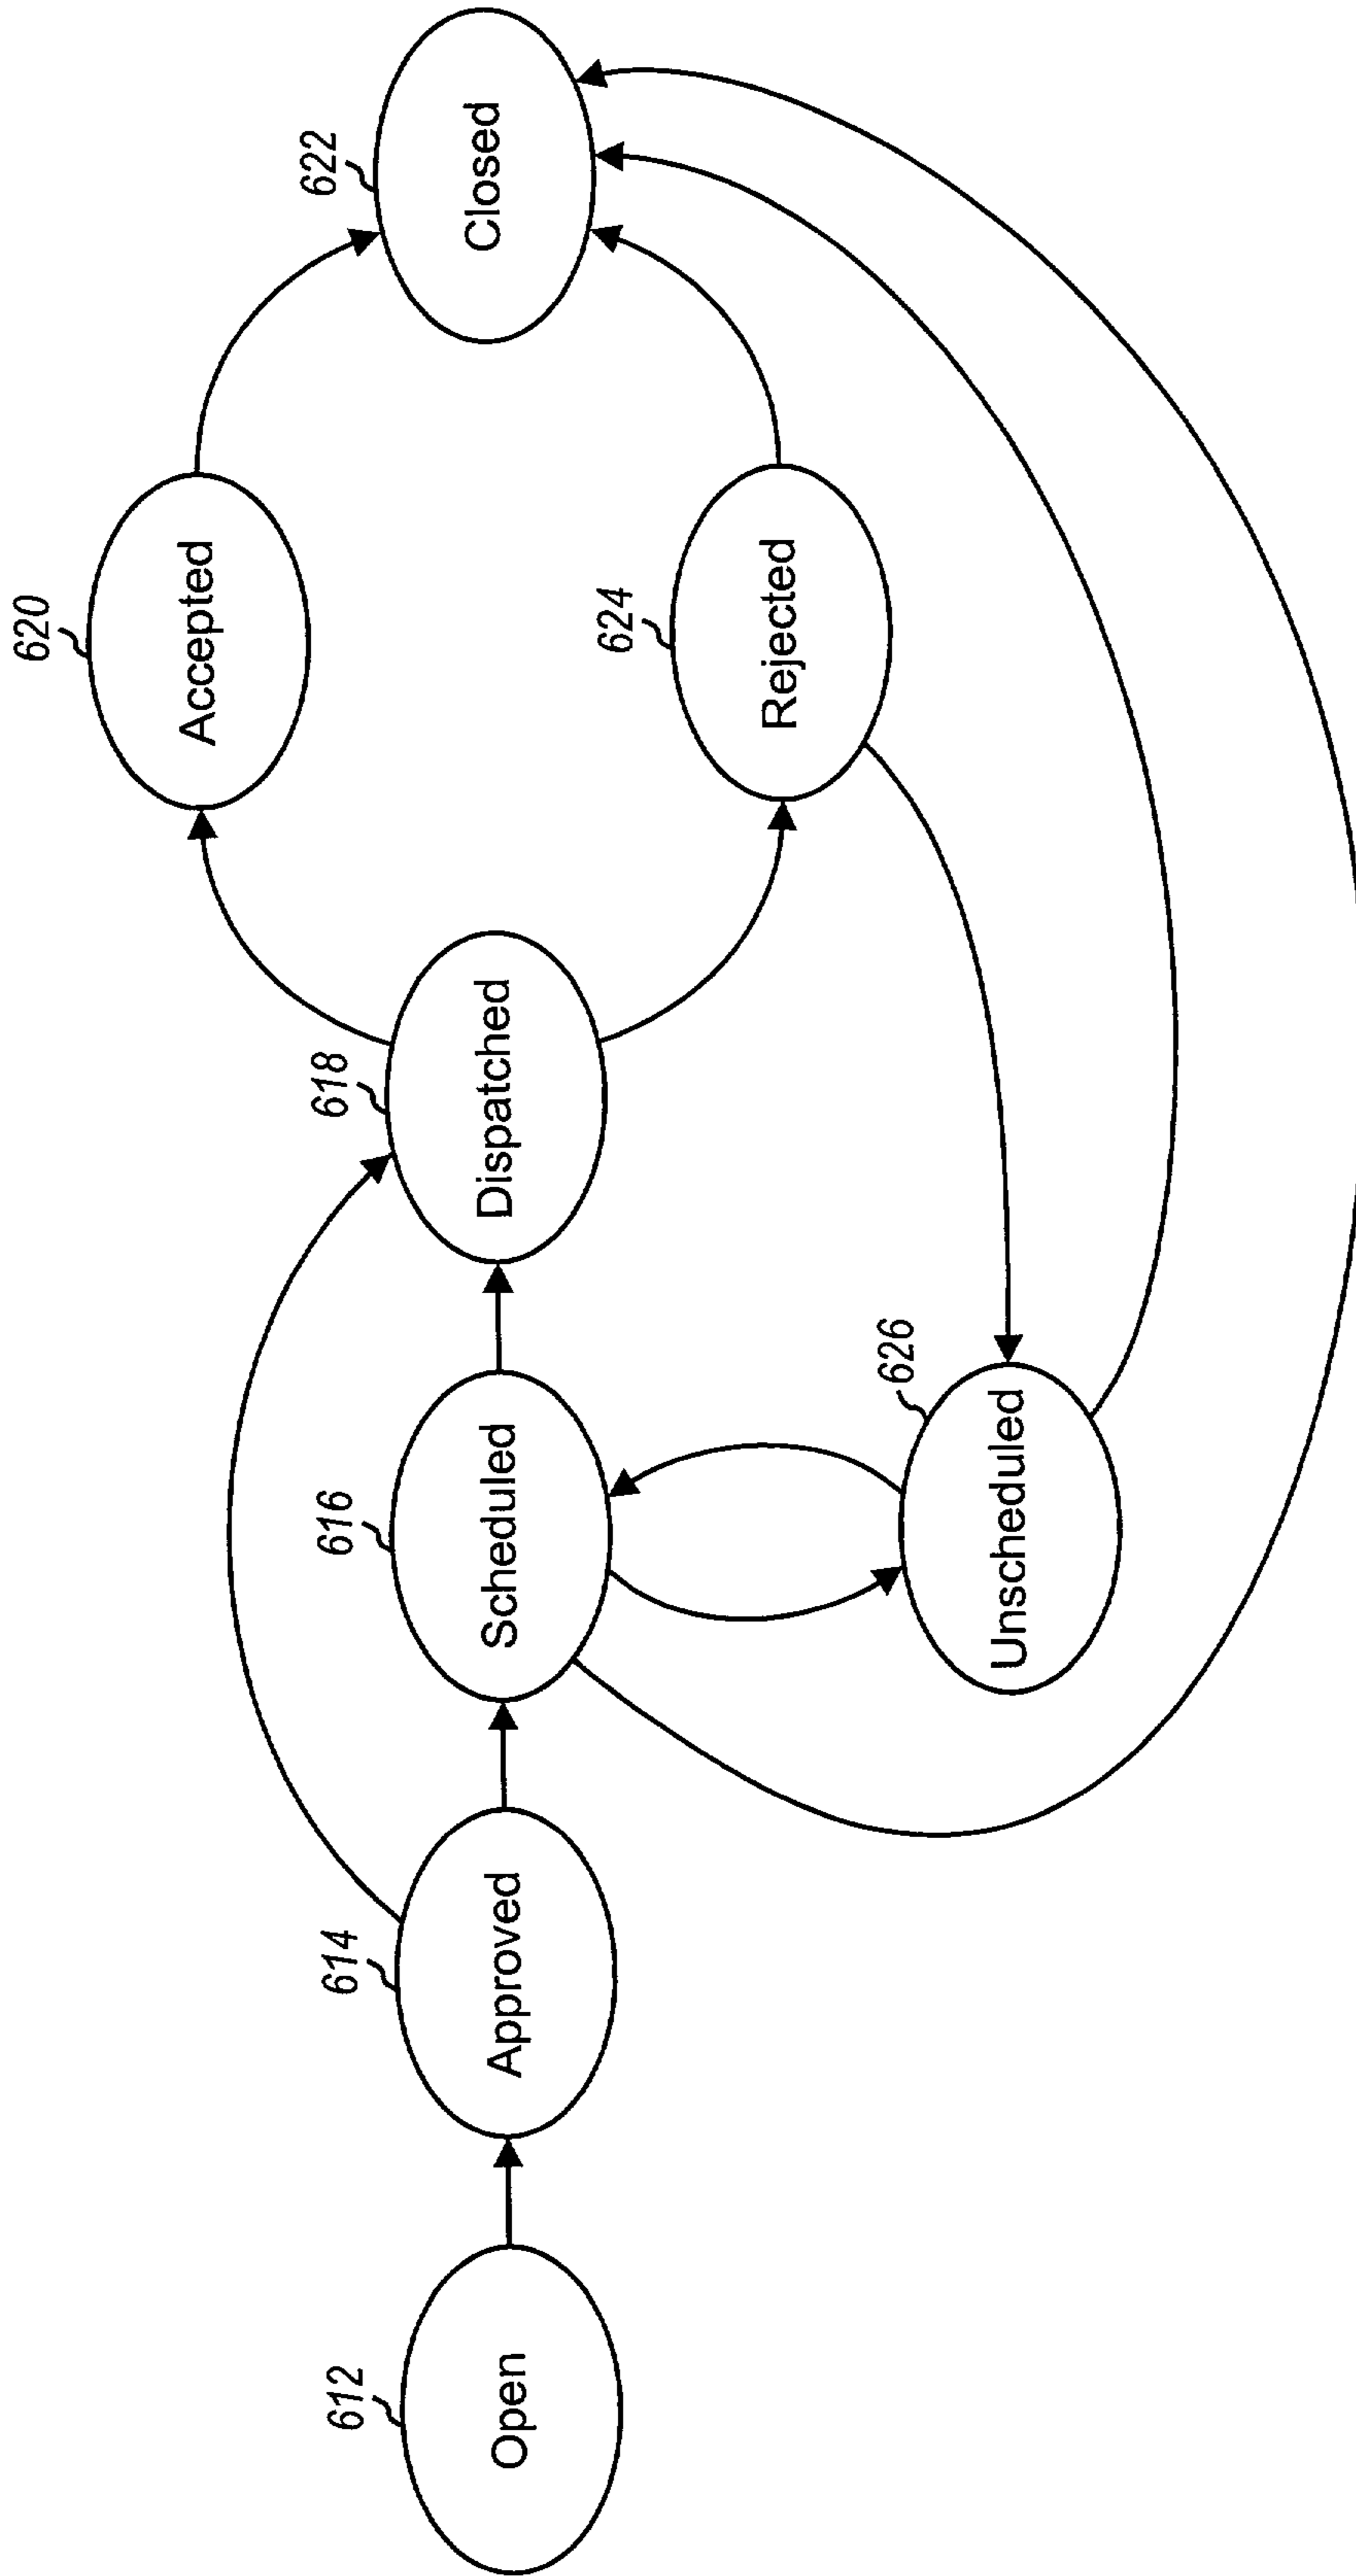 620
Accepted
622
Closed
618
Dispatched
616
Scheduled
614
Approved
612
Open
624
Rejected
626
Unscheduled